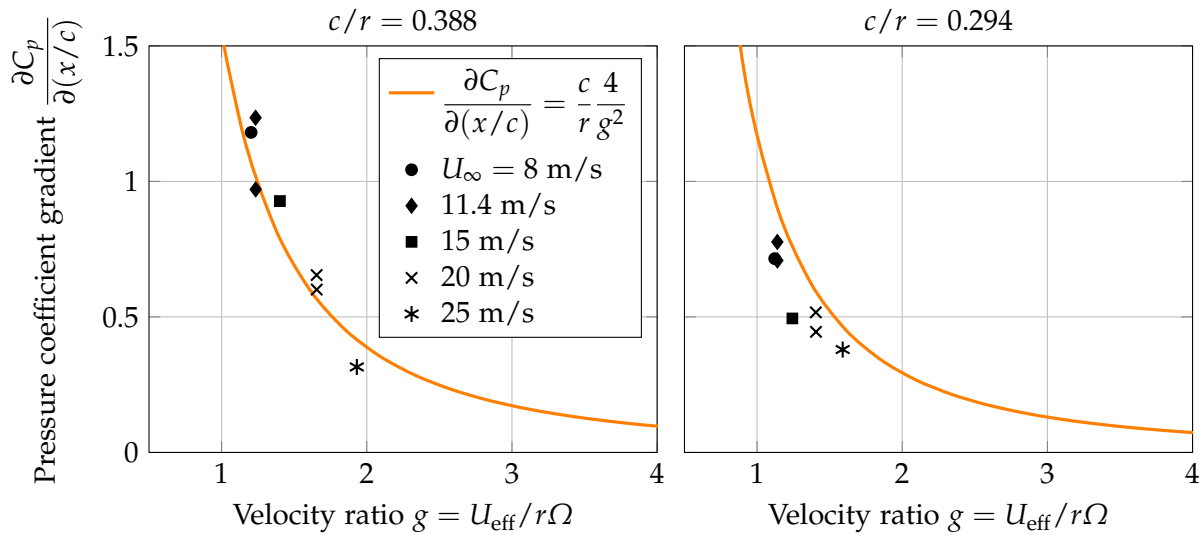 c/r = 0.388
c/r = 0.294
Pressure coefficient gradient ∂C_p/∂(x/c)
1.5
1
0.5
0
∂C_p/∂(x/c) = c/r 4/g²
U_∞ = 8 m/s
11.4 m/s
15 m/s
20 m/s
25 m/s
1 2 3 4
1 2 3 4
Velocity ratio g = U_eff/rΩ
Velocity ratio g = U_eff/rΩ